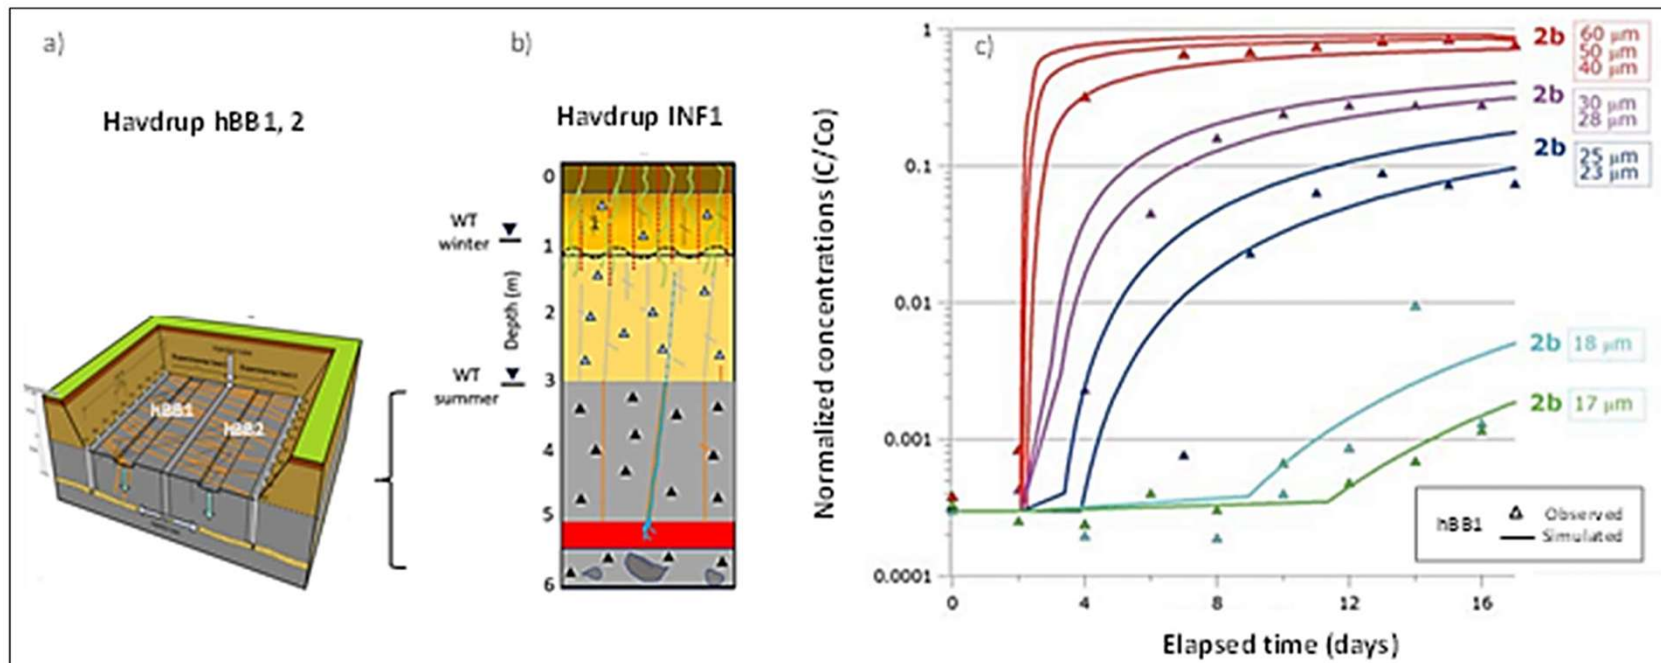 a)
Havdrup hBB1, 2
hBB1
hBB2
b)
Havdrup INF1
0
WT
winter
1
Depth (m)
2
WT
summer
3
4
5
6
c)
Normalized concentrations (C/Co)
1
0.1
0.01
0.001
0.0001
0
4
8
12
16
Elapsed time (days)
2b
60 μm
50 μm
40 μm
2b
30 μm
28 μm
2b
25 μm
23 μm
2b 18 μm
2b 17 μm
hBB1
Observed
Simulated